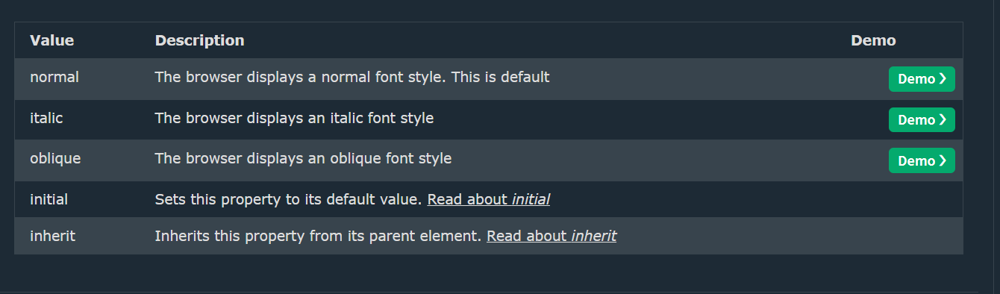 Value Description Demo
normal The browser displays a normal font style. This is default Demo ❯
italic The browser displays an italic font style Demo ❯
oblique The browser displays an oblique font style Demo ❯
initial Sets this property to its default value. Read about initial
inherit Inherits this property from its parent element. Read about inherit